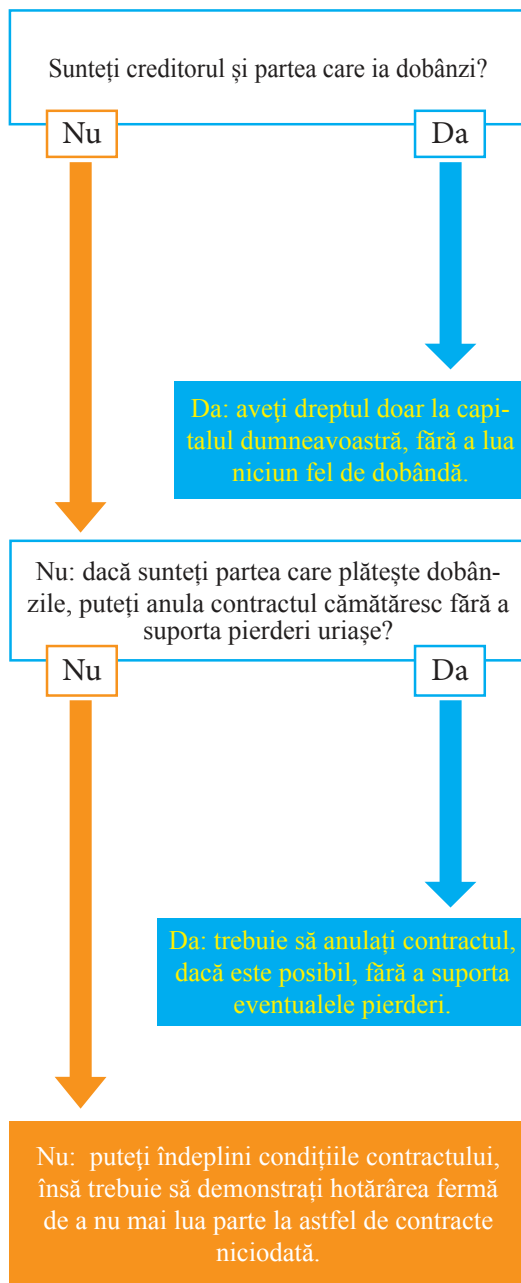 Sunteți creditorul și partea care ia dobânzi?
Nu
Da
Da: aveți dreptul doar la capi-
talul dumneavoastră, fără a lua
niciun fel de dobândă.
Nu: dacă sunteți partea care plătește dobân-
zile, puteți anula contractul cămătăresc fără a
suporta pierderi uriașe?
Nu
Da
Da: trebuie să anulați contractul,
dacă este posibil, fără a suporta
eventualele pierderi.
Nu: puteți îndeplini condițiile contractului,
însă trebuie să demonstrați hotărârea fermă
de a nu mai lua parte la astfel de contracte
niciodată.